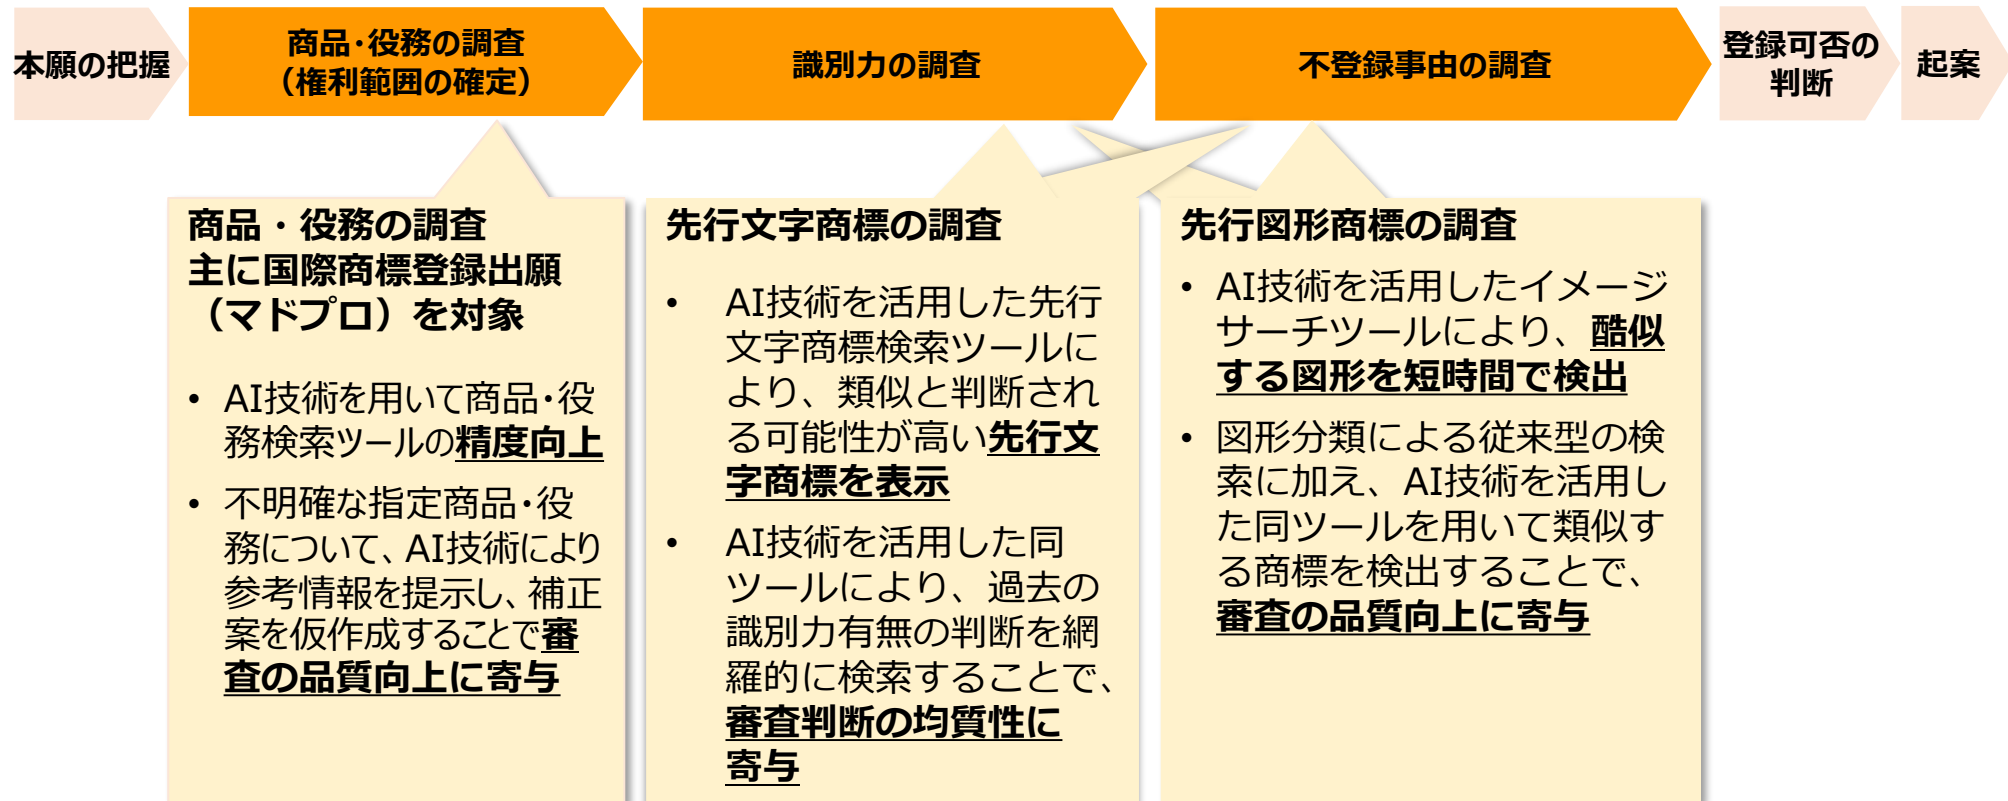 本願の把握
商品･役務の調査
（権利範囲の確定）
識別力の調査
不登録事由の調査
登録可否の
判断
起案
商品・役務の調査
主に国際商標登録出願
（マドプロ）を対象
• AI技術を用いて商品･役
務検索ツールの精度向上
• 不明確な指定商品･役
務について、AI技術により
参考情報を提示し、補正
案を仮作成することで審
査の品質向上に寄与
先行文字商標の調査
• AI技術を活用した先行
文字商標検索ツールに
より、類似と判断され
る可能性が高い先行文
字商標を表示
• AI技術を活用した同
ツールにより、過去の
識別力有無の判断を網
羅的に検索することで、
審査判断の均質性に
寄与
先行図形商標の調査
• AI技術を活用したイメージ
サーチツールにより、酷似
する図形を短時間で検出
• 図形分類による従来型の検
索に加え、AI技術を活用し
た同ツールを用いて類似す
る商標を検出することで、
審査の品質向上に寄与